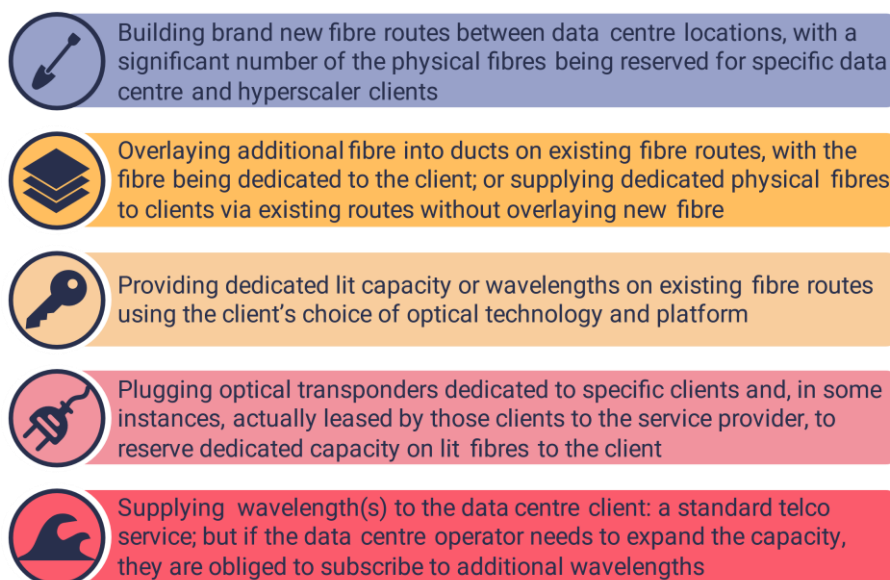 Building brand new fibre routes between data centre locations, with a
significant number of the physical fibres being reserved for specific data
centre and hyperscaler clients
Overlaying additional fibre into ducts on existing fibre routes, with the
fibre being dedicated to the client; or supplying dedicated physical fibres
to clients via existing routes without overlaying new fibre
Providing dedicated lit capacity or wavelengths on existing fibre routes
using the client’s choice of optical technology and platform
Plugging optical transponders dedicated to specific clients and, in some
instances, actually leased by those clients to the service provider, to
reserve dedicated capacity on lit fibres to the client
Supplying wavelength(s) to the data centre client: a standard telco
service; but if the data centre operator needs to expand the capacity,
they are obliged to subscribe to additional wavelengths